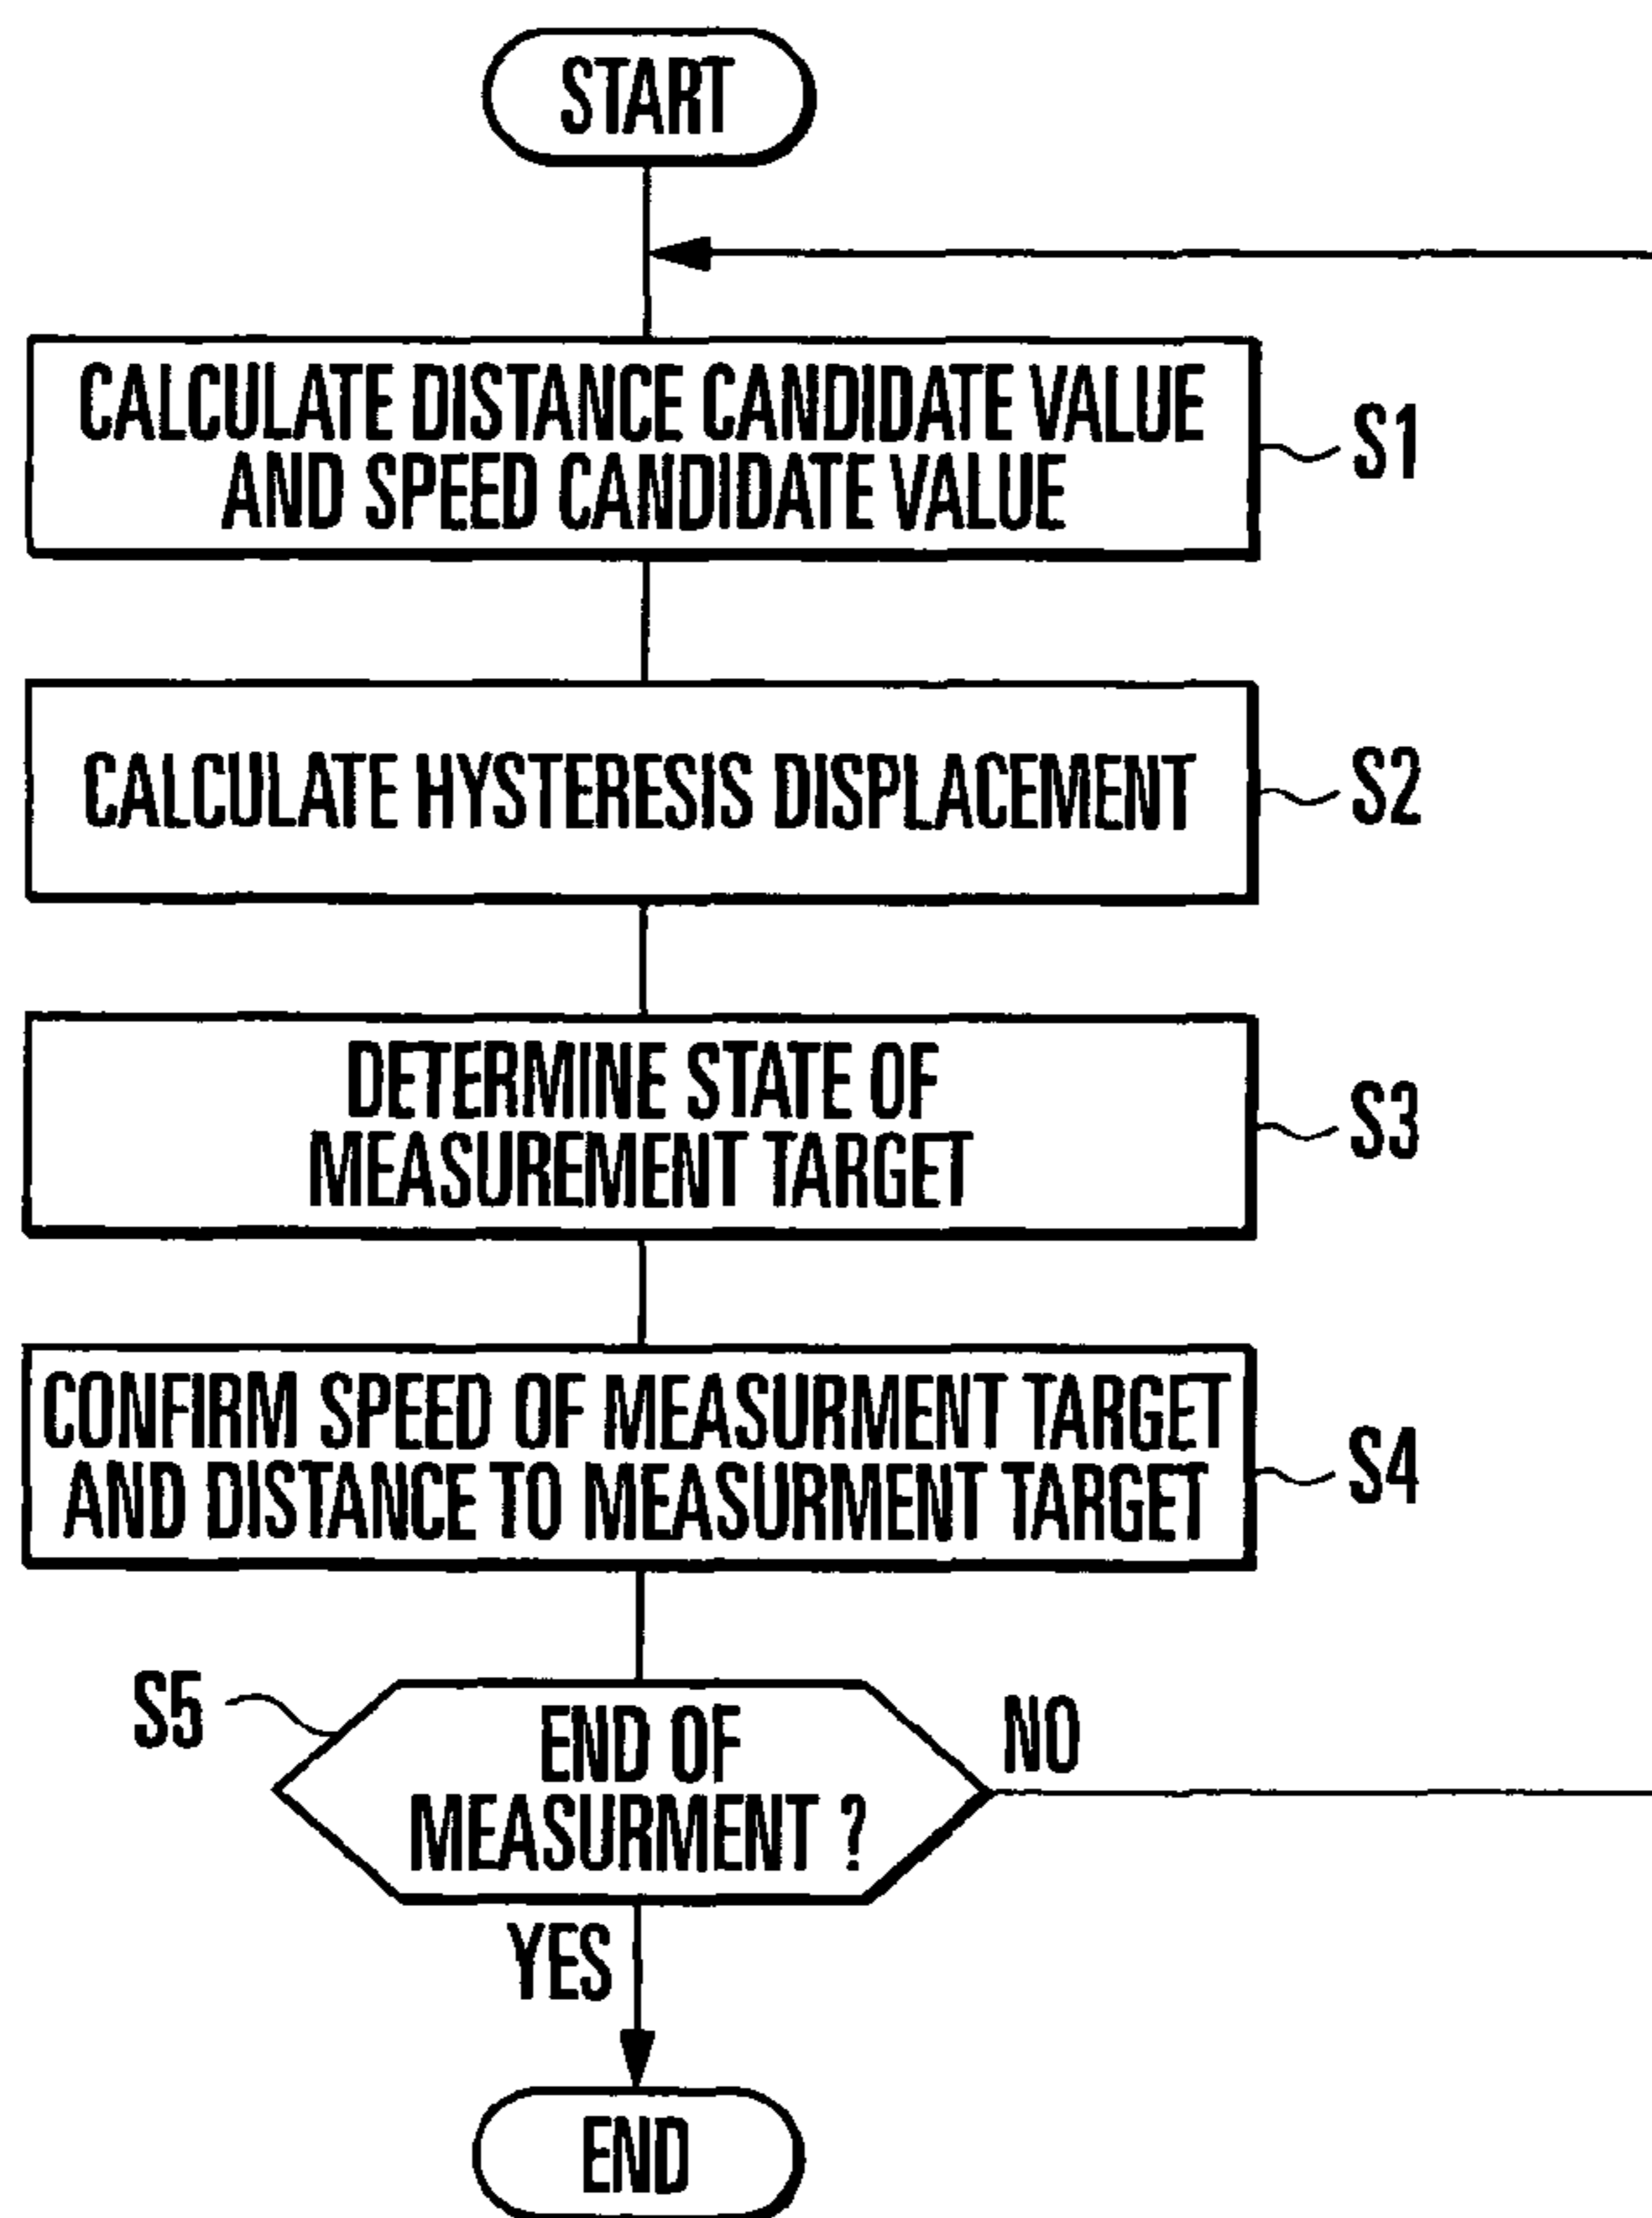 START
CALCULATE DISTANCE CANDIDATE VALUE
AND SPEED CANDIDATE VALUE
S1
CALCULATE HYSTERESIS DISPLACEMENT
S2
DETERMINE STATE OF
MEASUREMENT TARGET
S3
CONFIRM SPEED OF MEASURMENT TARGET
AND DISTANCE TO MEASURMENT TARGET
S4
S5
END OF
MEASURMENT ?
NO
YES
END